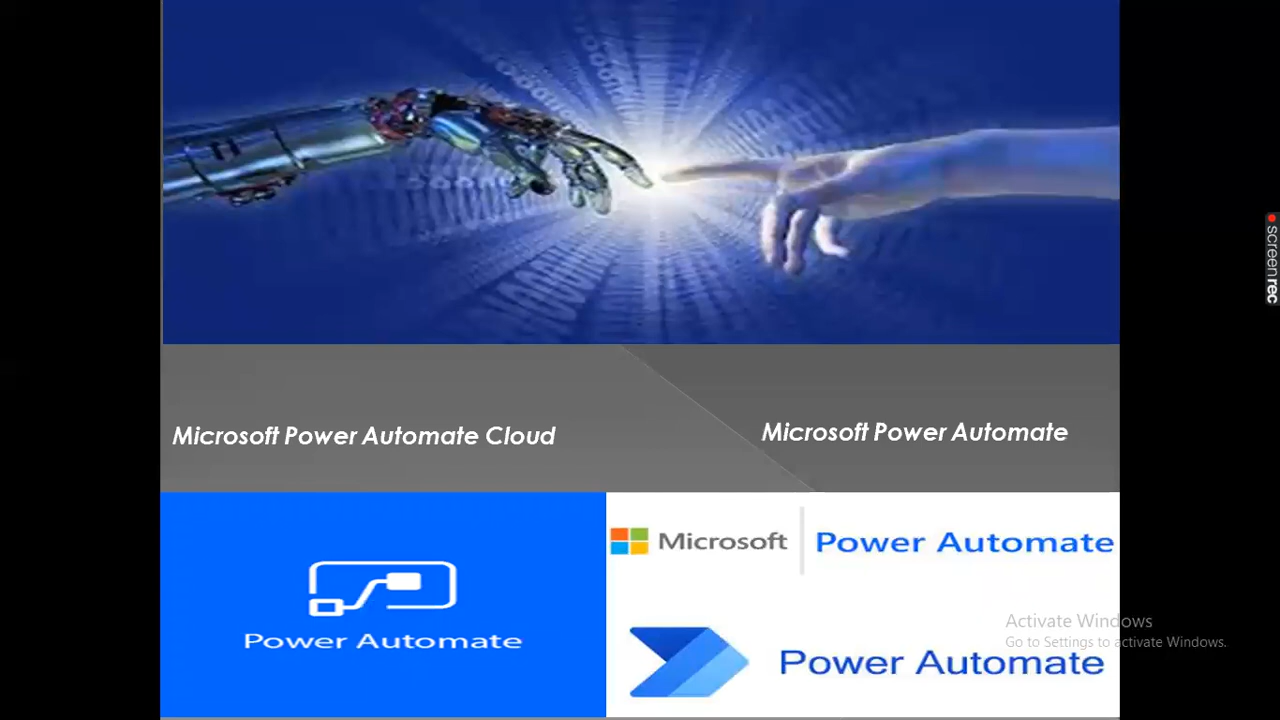 Microsoft Power Automate Cloud
Microsoft Power Automate
Power Automate
Microsoft
Power Automate
Power Automate
Activate Windows
Go to Settings to activate Windows.
screenrec